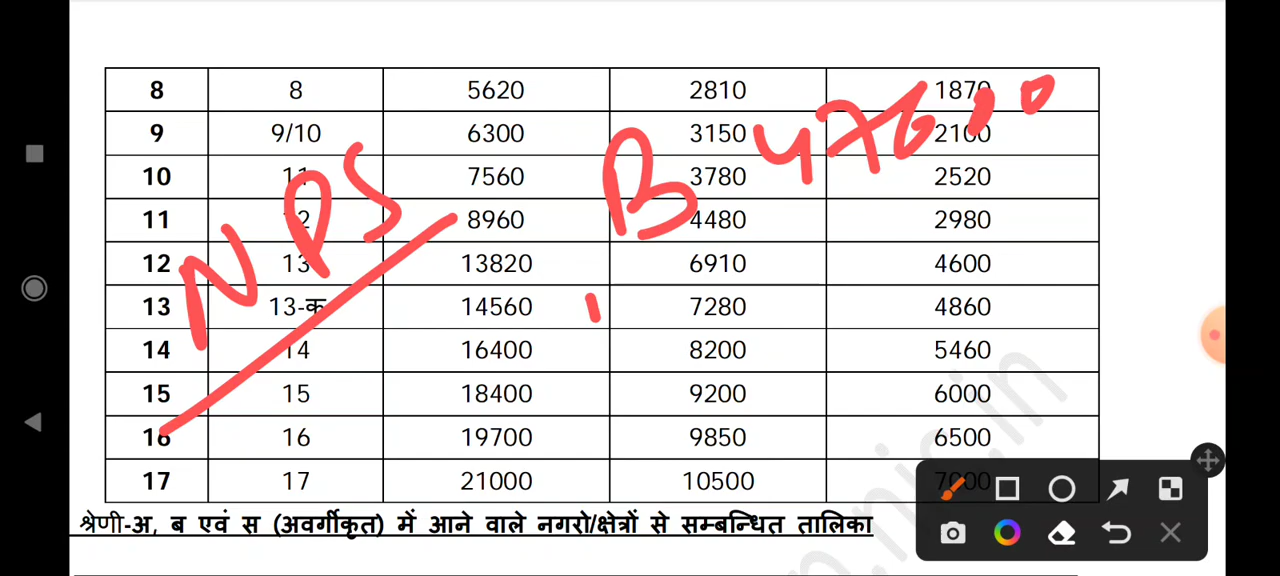 8 8 5620 2810 1870
9 9/10 6300 3150 2100
10 11 7560 3780 2520
11 12 8960 4480 2980
12 13 13820 6910 4600
13 13-क 14560 7280 4860
14 14 16400 8200 5460
15 15 18400 9200 6000
16 16 19700 9850 6500
17 17 21000 10500 7000
NPS
B 47600
श्रेणी-अ, ब एवं स (अवर्गीकृत) में आने वाले नगरो/क्षेत्रों से सम्बन्धित तालिका
.nic.in